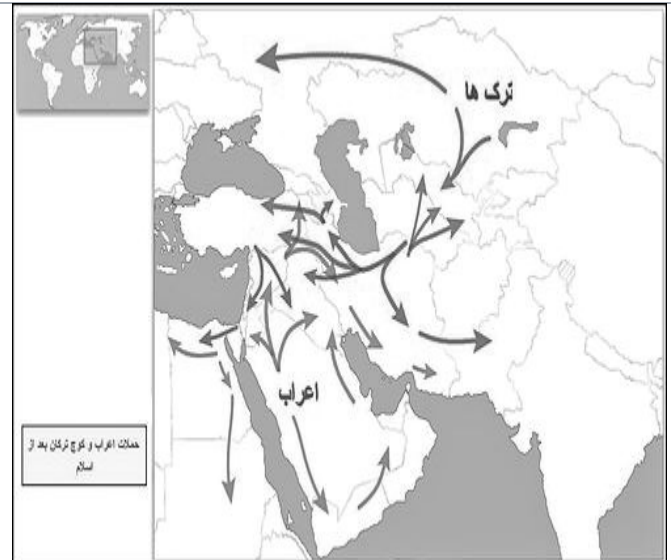 ترک ها
اعراب
حملات اعراب و کوچ ترکان بعد از
اسلام